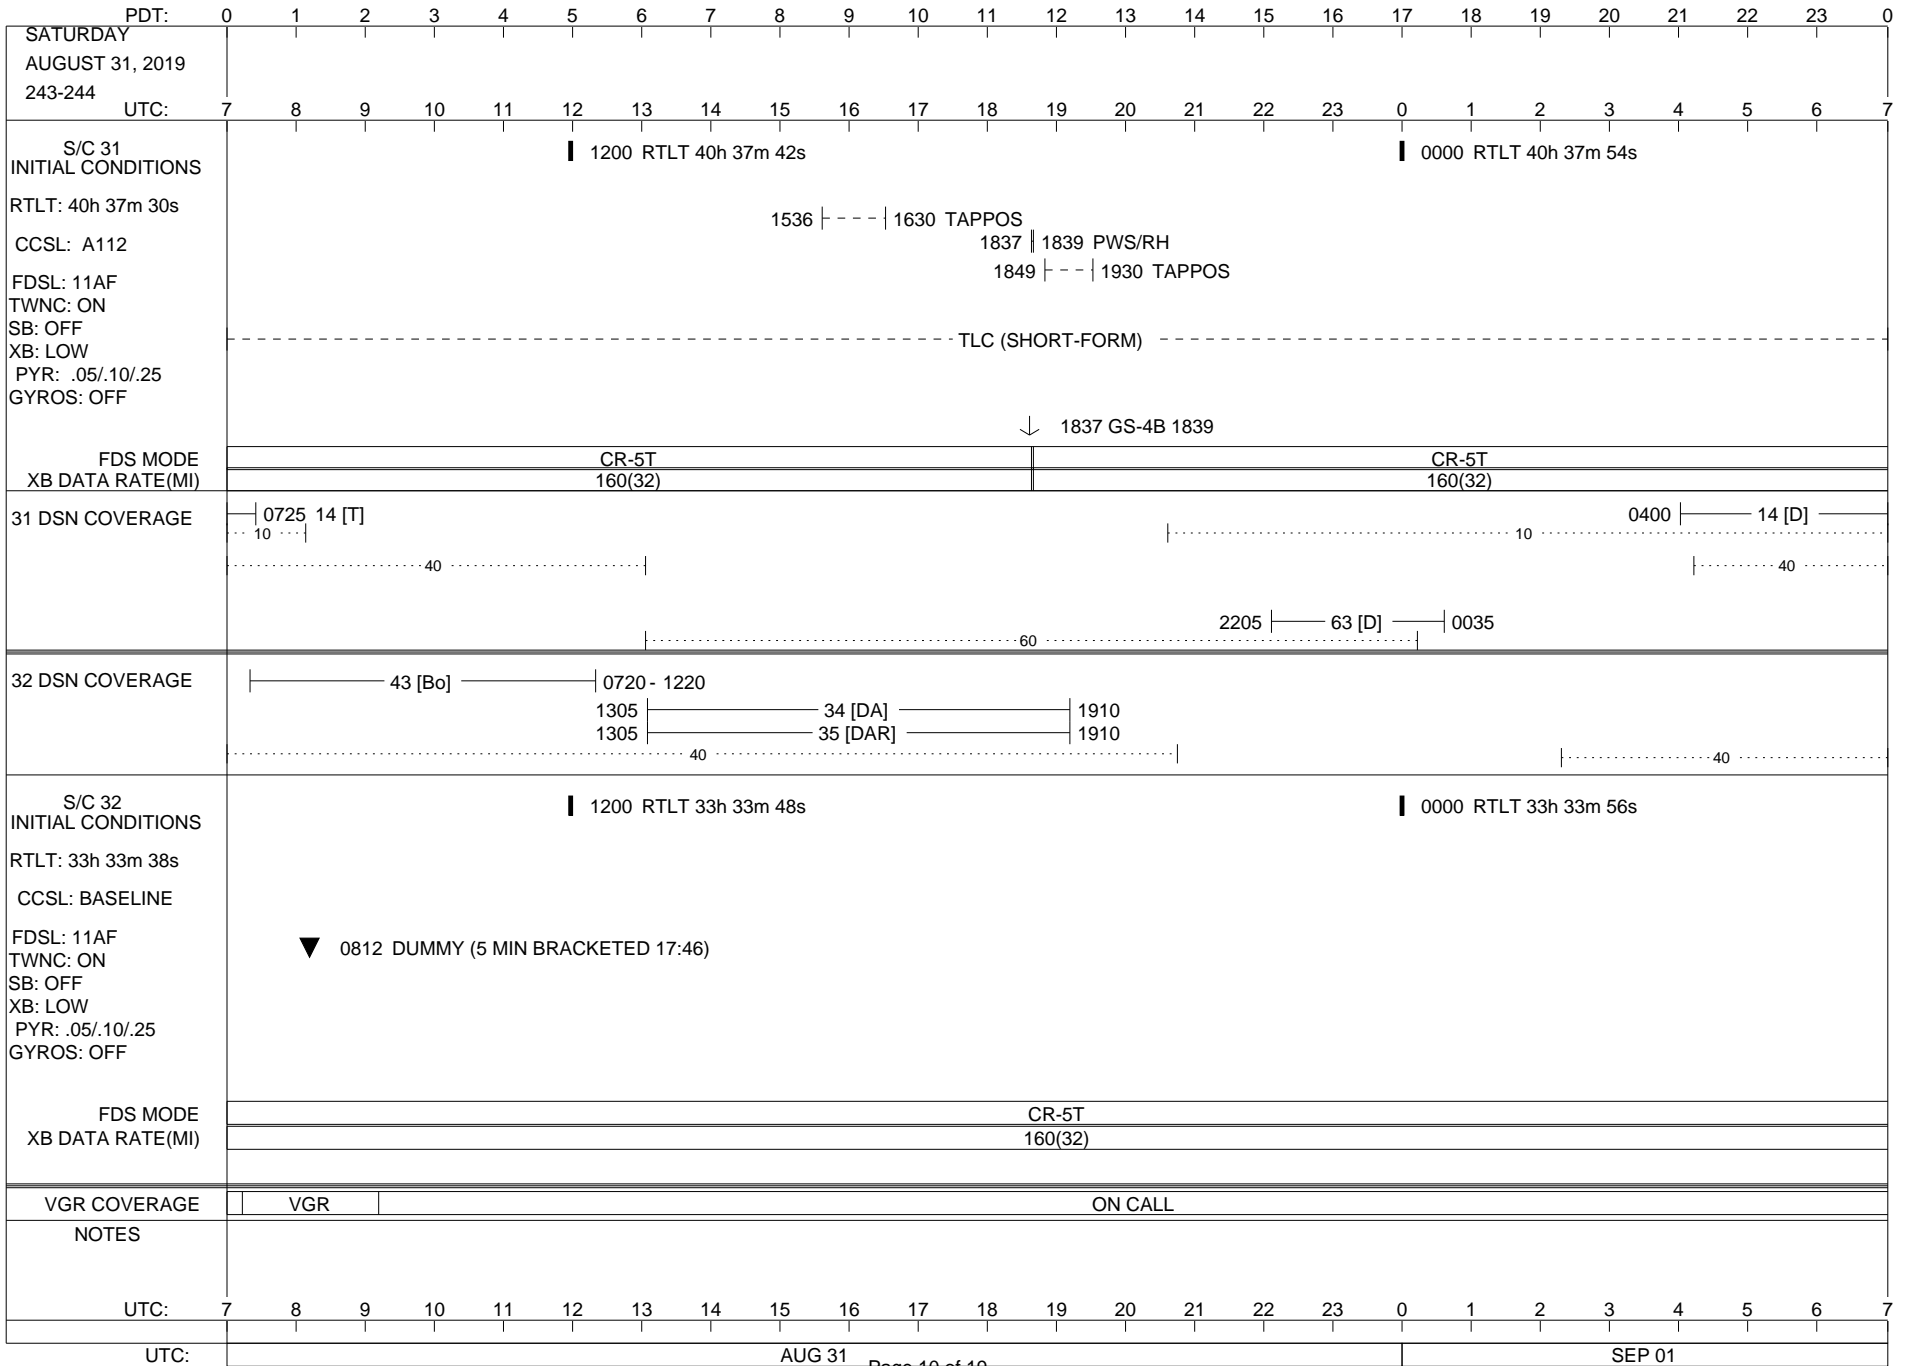 PDT: 0 1 2 3 4 5 6 7 8 9 10 11 12 13 14 15 16 17 18 19 20 21 22 23 0
SATURDAY
AUGUST 31, 2019
243-244
UTC: 7 8 9 10 11 12 13 14 15 16 17 18 19 20 21 22 23 0 1 2 3 4 5 6 7
S/C 31
INITIAL CONDITIONS
1200 RTLT 40h 37m 42s
0000 RTLT 40h 37m 54s
RTLT: 40h 37m 30s
1536 1630 TAPPOS
CCSL: A112
1837 1839 PWS/RH
1849 1930 TAPPOS
FDSL: 11AF
TWNC: ON
SB: OFF
TLC (SHORT-FORM)
XB: LOW
PYR: .05/.10/.25
GYROS: OFF
1837 GS-4B 1839
FDS MODE CR-5T CR-5T
XB DATA RATE(MI) 160(32) 160(32)
31 DSN COVERAGE
0725 14 [T]
0400 14 [D]
10 10
40 40
2205 63 [D] 0035
60
32 DSN COVERAGE
43 [Bo] 0720 - 1220
1305 34 [DA] 1910
1305 35 [DAR] 1910
40 40
S/C 32
INITIAL CONDITIONS
1200 RTLT 33h 33m 48s
0000 RTLT 33h 33m 56s
RTLT: 33h 33m 38s
CCSL: BASELINE
FDSL: 11AF
0812 DUMMY (5 MIN BRACKETED 17:46)
TWNC: ON
SB: OFF
XB: LOW
PYR: .05/.10/.25
GYROS: OFF
FDS MODE CR-5T
XB DATA RATE(MI) 160(32)
VGR COVERAGE VGR ON CALL
NOTES
UTC: 7 8 9 10 11 12 13 14 15 16 17 18 19 20 21 22 23 0 1 2 3 4 5 6 7
UTC: AUG 31 SEP 01
Page 10 of 10